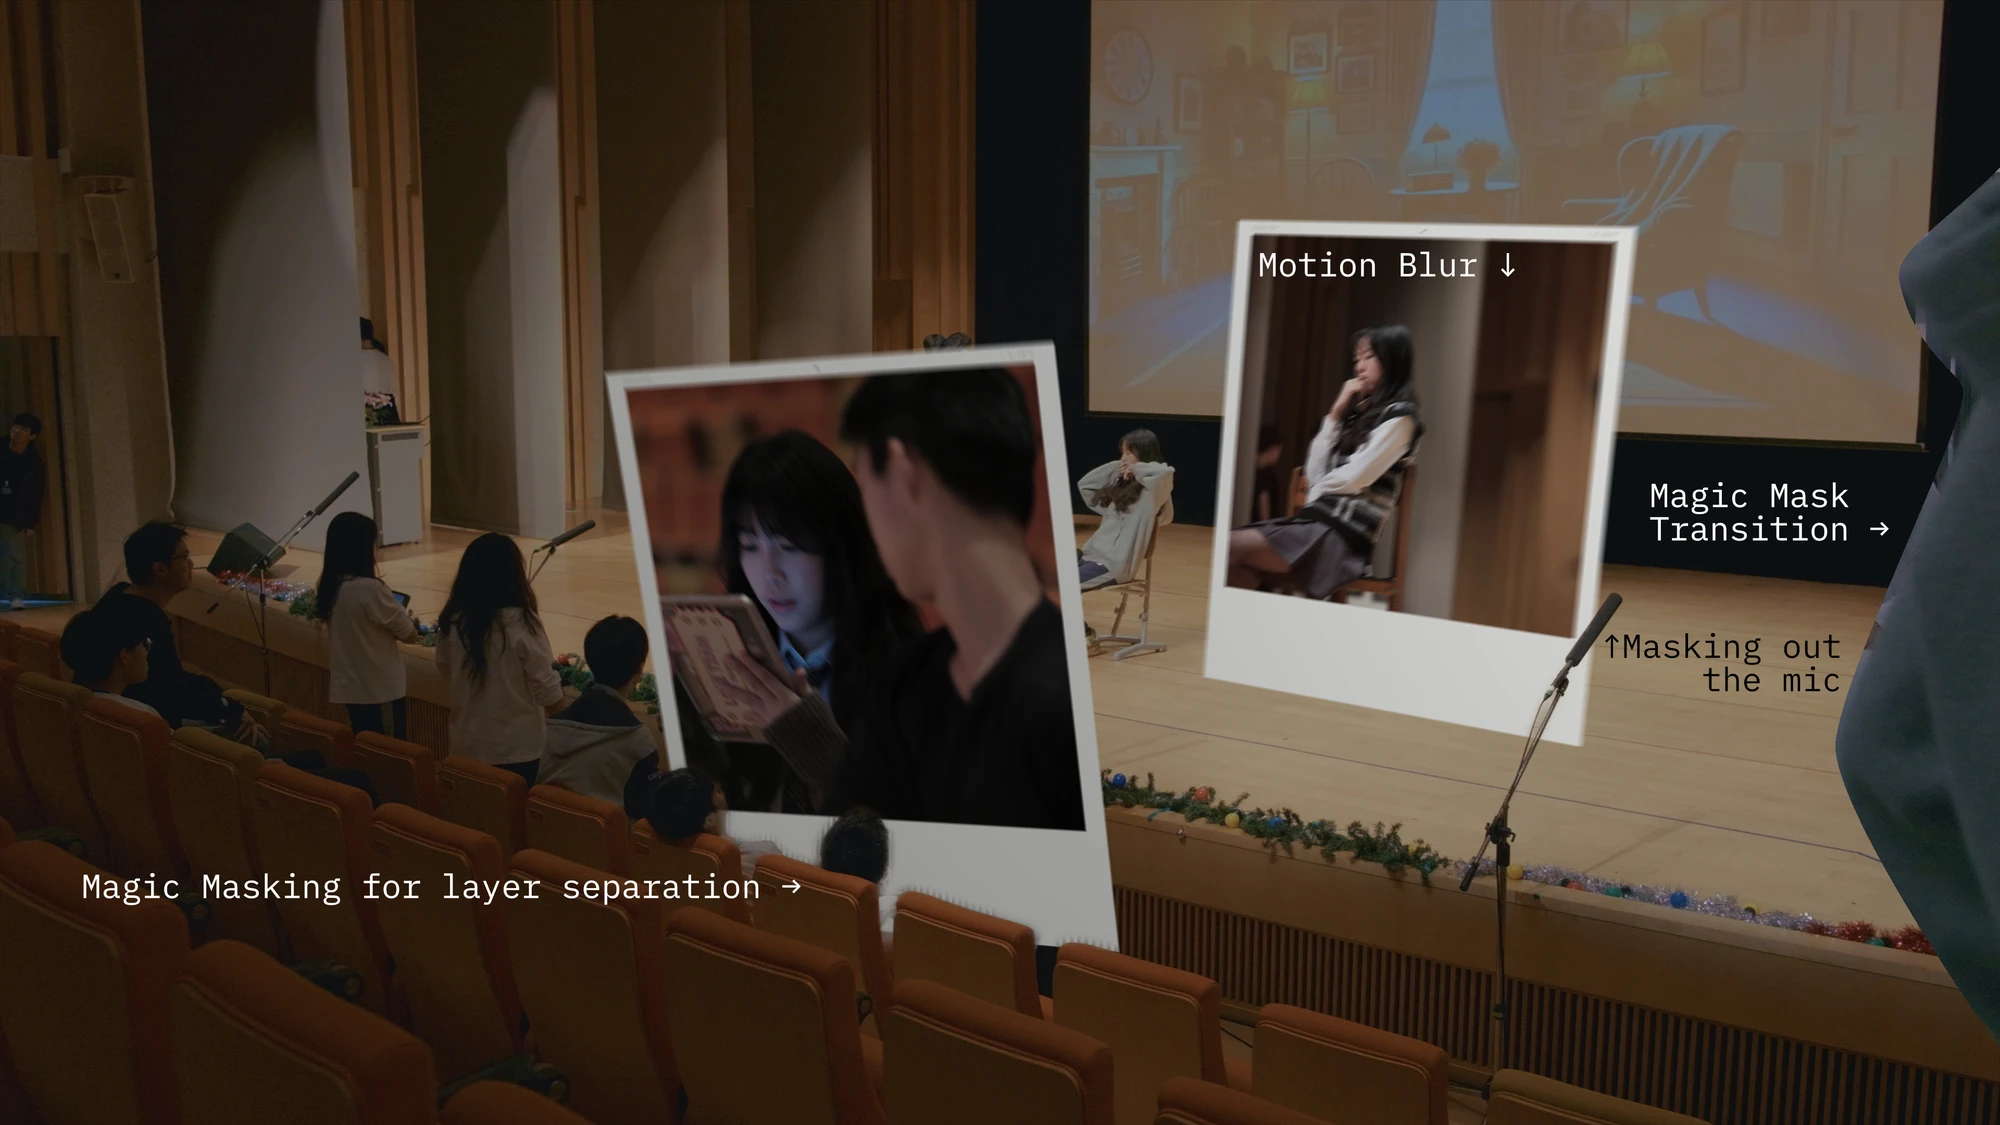 Motion Blur ↓
Magic Mask
Transition →
↑Masking out
the mic
Magic Masking for layer separation →